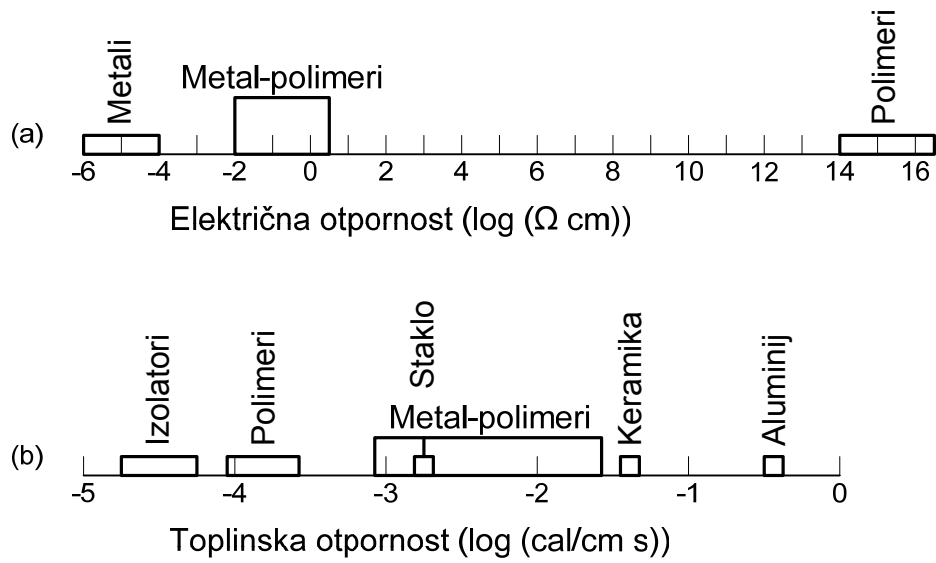 Metali
Metal-polimeri
Polimeri
(a)
-6 -4 -2 0 2 4 6 8 10 12 14 16
Električna otpornost (log (Ω cm))
Izolatori
Polimeri
Staklo
Metal-polimeri
Keramika
Aluminij
(b)
-5 -4 -3 -2 -1 0
Toplinska otpornost (log (cal/cm s))